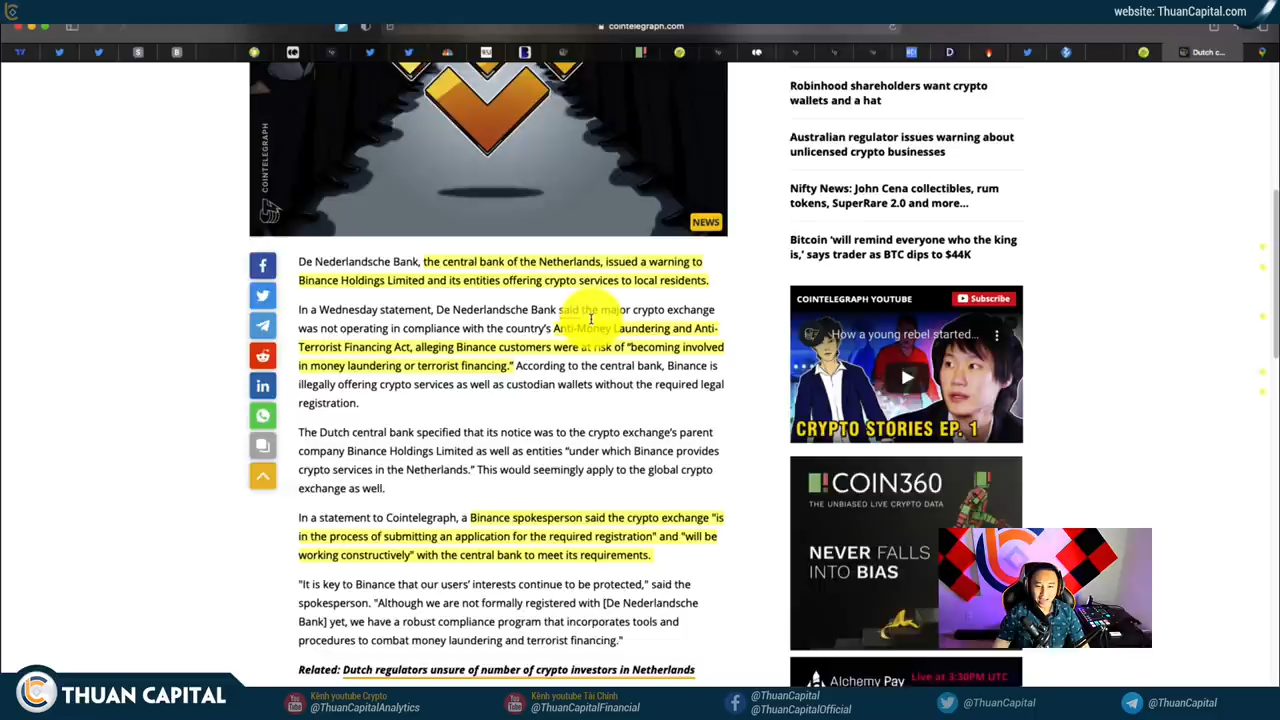 website: ThuanCapital.com
cointelegraph.com
Dutch c...
COINTELEGRAPH
NEWS
De Nederlandsche Bank, the central bank of the Netherlands, issued a warning to
Binance Holdings Limited and its entities offering crypto services to local residents.
In a Wednesday statement, De Nederlandsche Bank said the major crypto exchange
was not operating in compliance with the country's Anti-Money Laundering and Anti-
Terrorist Financing Act, alleging Binance customers were at risk of "becoming involved
in money laundering or terrorist financing." According to the central bank, Binance is
illegally offering crypto services as well as custodian wallets without the required legal
registration.
The Dutch central bank specified that its notice was to the crypto exchange's parent
company Binance Holdings Limited as well as entities "under which Binance provides
crypto services in the Netherlands." This would seemingly apply to the global crypto
exchange as well.
In a statement to Cointelegraph, a Binance spokesperson said the crypto exchange "is
in the process of submitting an application for the required registration" and "will be
working constructively" with the central bank to meet its requirements.
"It is key to Binance that our users' interests continue to be protected," said the
spokesperson. "Although we are not formally registered with [De Nederlandsche
Bank] yet, we have a robust compliance program that incorporates tools and
procedures to combat money laundering and terrorist financing."
Related: Dutch regulators unsure of number of crypto investors in Netherlands
Robinhood shareholders want crypto
wallets and a hat
Australian regulator issues warning about
unlicensed crypto businesses
Nifty News: John Cena collectibles, rum
tokens, SuperRare 2.0 and more...
Bitcoin 'will remind everyone who the king
is,' says trader as BTC dips to $44K
COINTELEGRAPH YOUTUBE
Subscribe
How a young rebel started...
CRYPTO STORIES EP. 1
COIN360
THE UNBIASED LIVE CRYPTO DATA
NEVER FALLS
INTO BIAS
Alchemy Pay
Live at 3:30PM UTC
THUAN CAPITAL
Kênh youtube Crypto
@ThuanCapitalAnalytics
Kênh youtube Tài Chính
@ThuanCapitalFinancial
@ThuanCapital
@ThuanCapitalOfficial
@ThuanCapital
@ThuanCapital